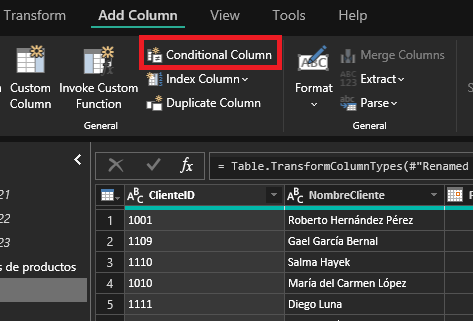 Transform Add Column View Tools
Conditional Column
Index Column
Duplicate Column
Custom Column
Invoke Custom Function
General
Format
Merge Columns
Extract
Parse
General
fx = Table.TransformColumnTypes(#"Renamed
21
22
23
s de productos
ABC ClienteID ABC NombreCliente
1 1001 Roberto Hernández Pérez
2 1109 Gael García Bernal
3 1110 Salma Hayek
4 1010 María del Carmen López
5 1111 Diego Luna